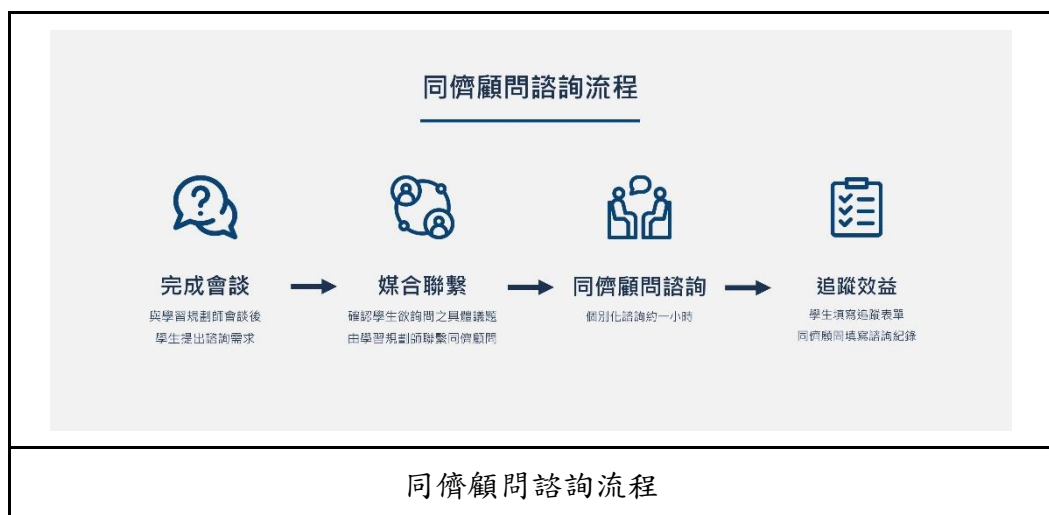 同儕顧問諮詢流程
完成會談
與學習規劃師會談後
學生提出諮詢需求
媒合聯繫
確認學生欲詢問之具體議題
由學習規劃師聯繫同儕顧問
同儕顧問諮詢
個別化諮詢約一小時
追蹤效益
學生填寫追蹤表單
同儕顧問填寫諮詢紀錄
同儕顧問諮詢流程